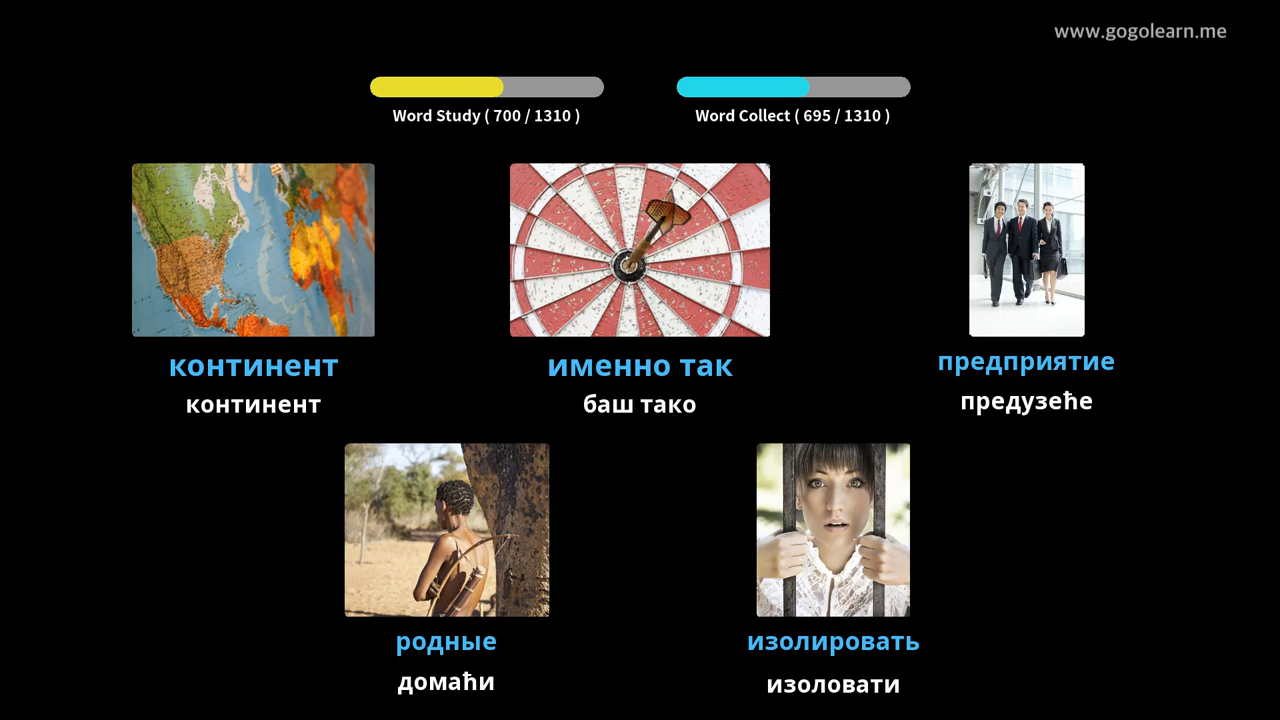 www.gogolearn.me
Word Study ( 700 / 1310 )
Word Collect ( 695 / 1310 )
континент
континент
именно так
баш тако
предприятие
предузеће
родные
домаћи
изолировать
изоловати